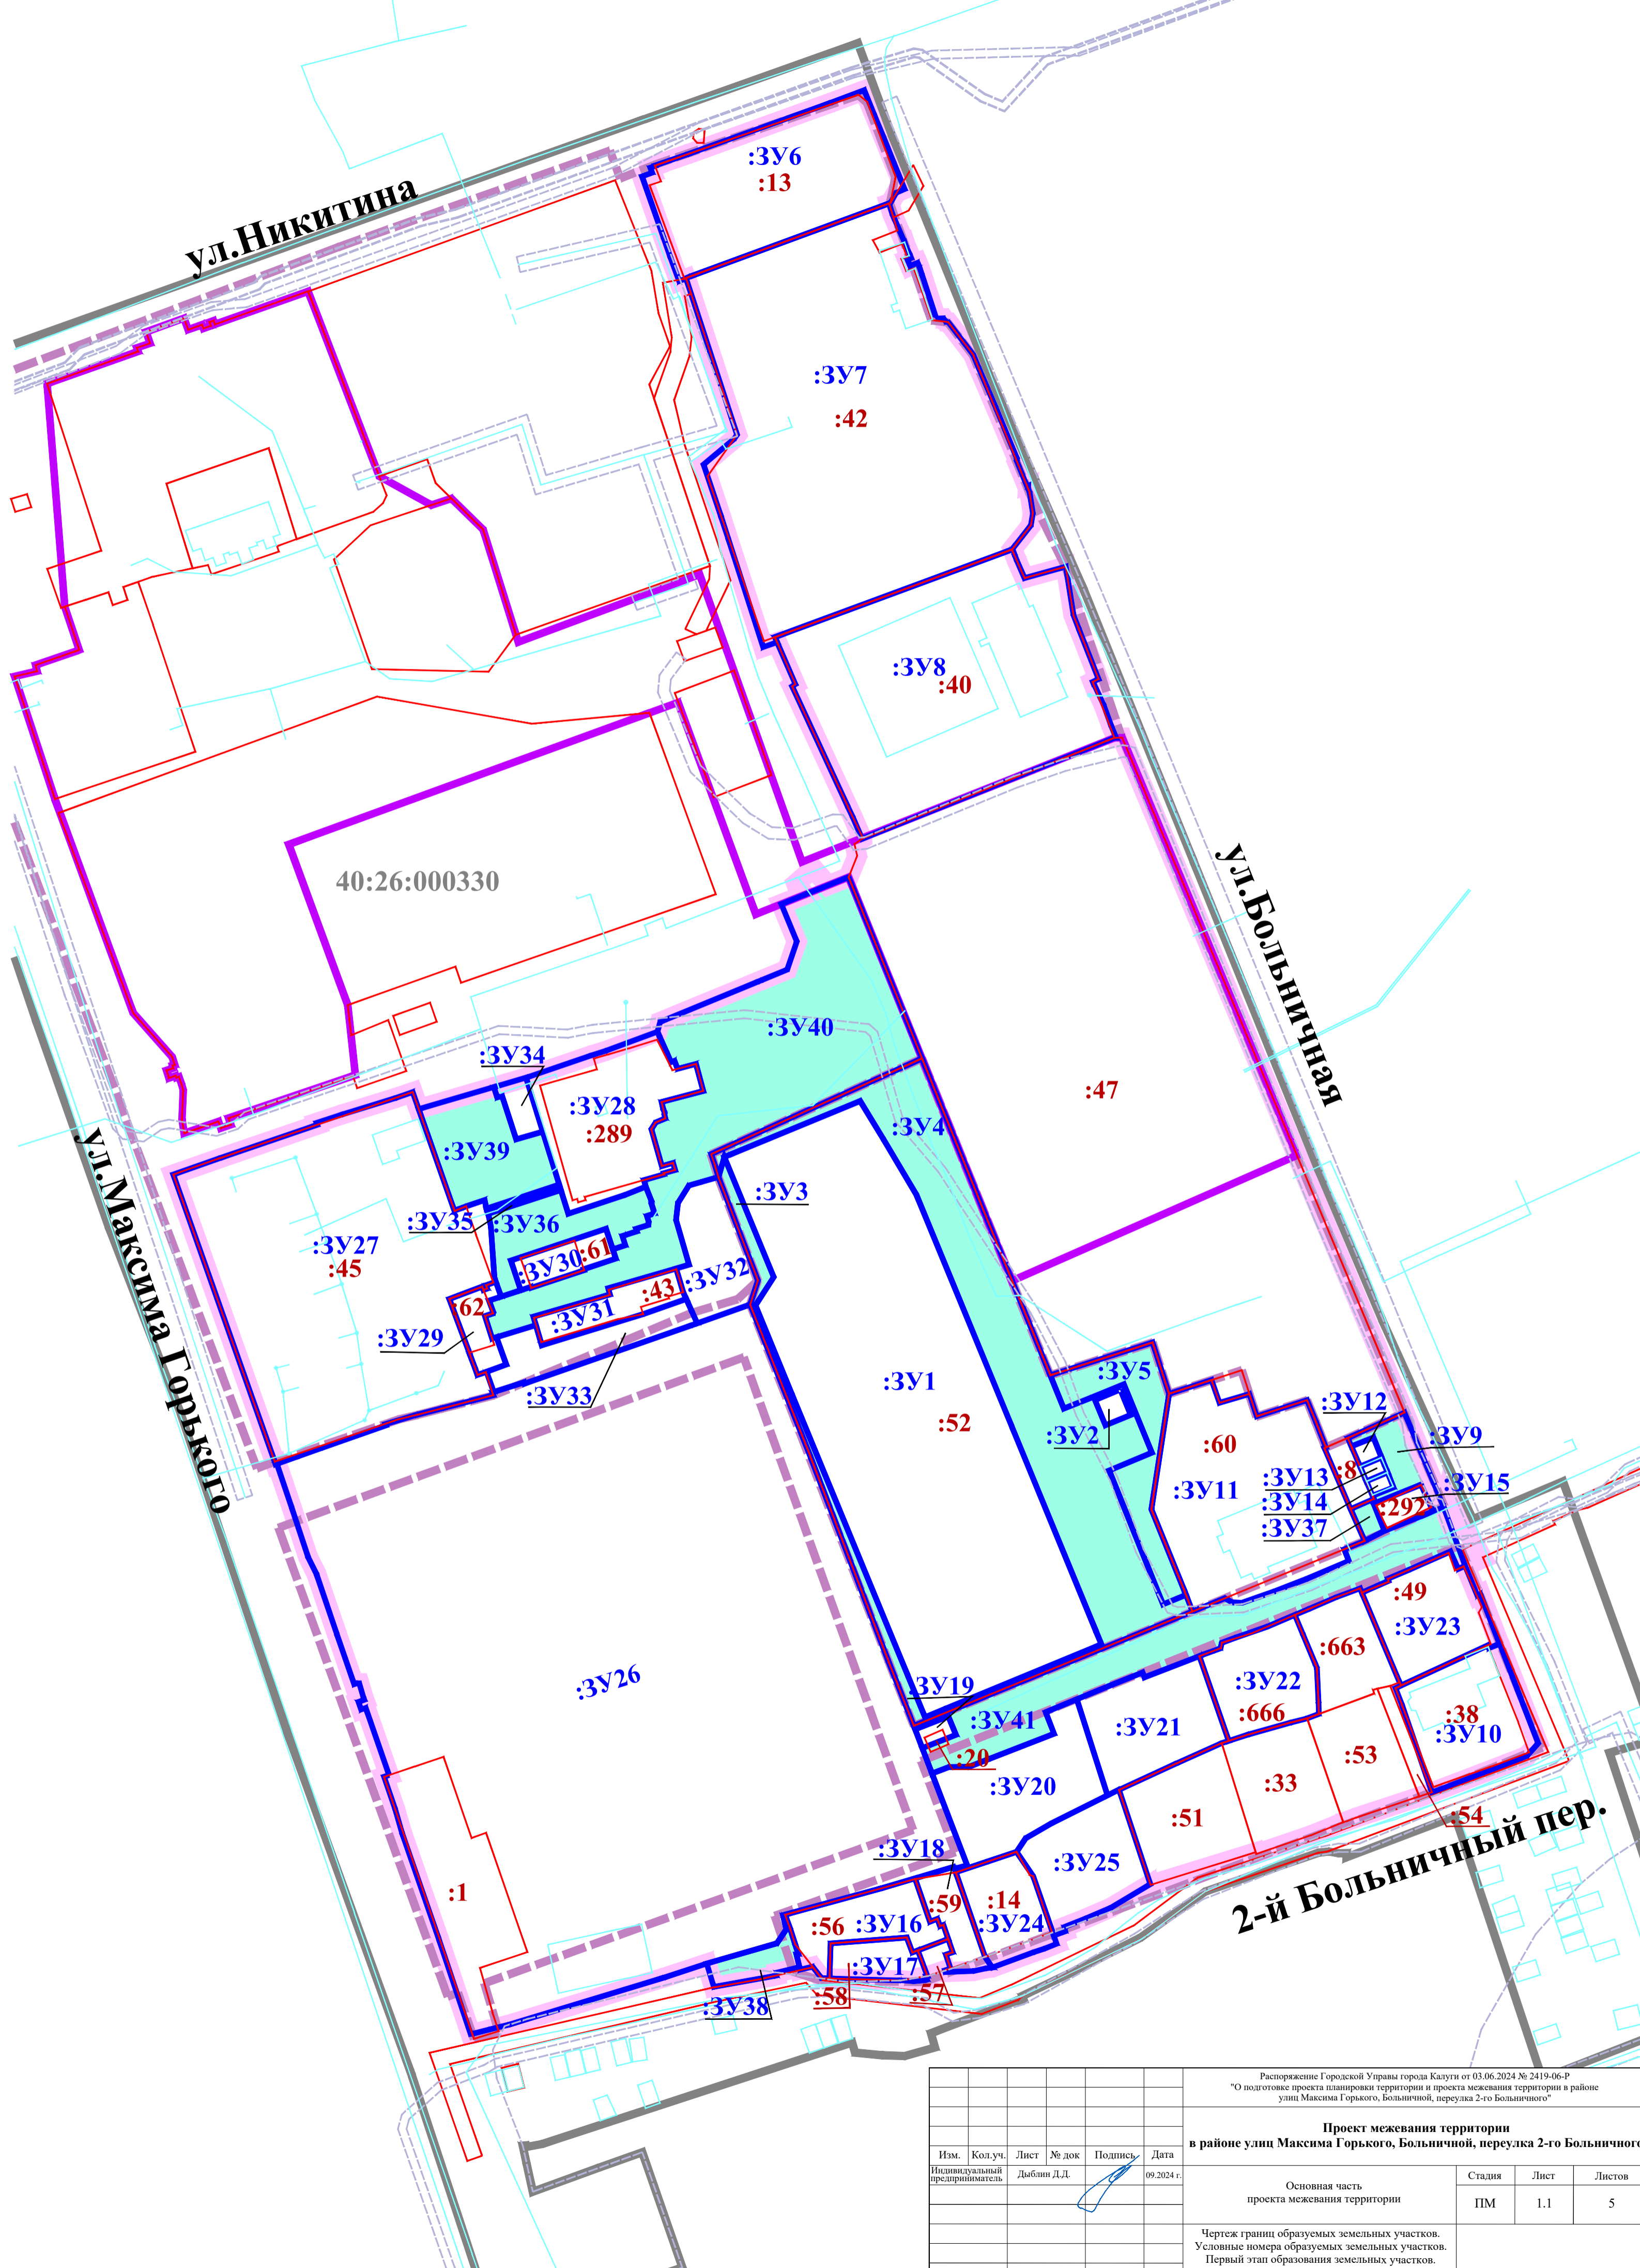 ул.Никитина
:ЗУ6
:13
:ЗУ7
:42
:ЗУ8
:40
40:26:000330
ул.Больничная
:ЗУ40
:ЗУ34
:47
:ЗУ28
:289
:ЗУ4
:ЗУ39
ул.Максима Горького
:ЗУ3
:ЗУ35
:ЗУ36
:ЗУ27
:45
:61
:ЗУ30
:ЗУ32
:43
:62
:ЗУ31
:ЗУ29
:ЗУ33
:ЗУ1
:52
:ЗУ5
:ЗУ2
:ЗУ12
:60
:ЗУ9
:8
:ЗУ13
:ЗУ15
:ЗУ11
:ЗУ14
:292
:ЗУ37
:49
:ЗУ23
:663
:ЗУ26
:ЗУ22
:ЗУ19
:666
:38
:ЗУ41
:ЗУ21
:ЗУ10
:20
:53
:ЗУ20
:33
:51
:54
2-й Больничный пер.
:ЗУ18
:ЗУ25
:1
:59
:14
:56
:ЗУ16
:ЗУ24
:ЗУ17
:57
:58
:ЗУ38
Распоряжение Городской Управы города Калуги от 03.06.2024 № 2419-06-Р
"О подготовке проекта планировки территории и проекта межевания территории в районе
улиц Максима Горького, Больничной, переулка 2-го Больничного"
Проект межевания территории
в районе улиц Максима Горького, Больничной, переулка 2-го Больничного
Изм. Кол.уч. Лист № док Подпись Дата
Индивидуальный
предприниматель
Дыблин Д.Д. 09.2024 г.
Основная часть
проекта межевания территории
Стадия Лист Листов
ПМ 1.1 5
Чертеж границ образуемых земельных участков.
Условные номера образуемых земельных участков.
Первый этап образования земельных участков.